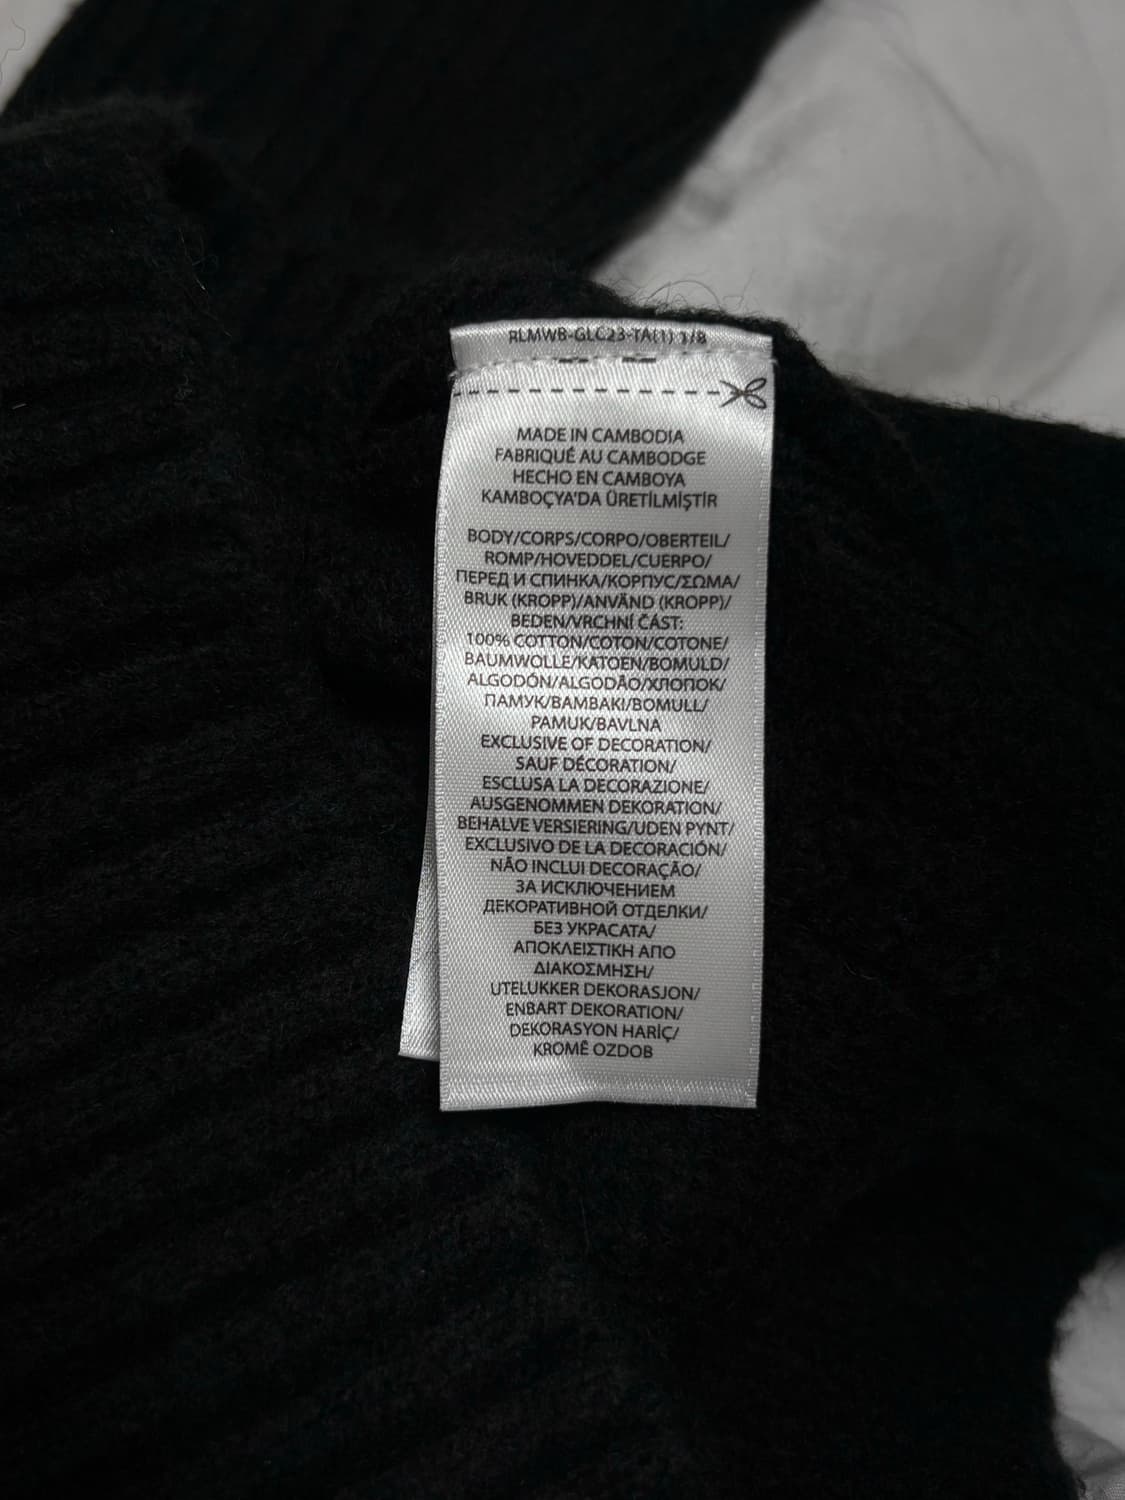 RLMWB-GLC23-TA(1) 1/8
MADE IN CAMBODIA
FABRIQUÉ AU CAMBODGE
HECHO EN CAMBOYA
KAMBOÇYA'DA ÜRETİLMİŞTİR
BODY/CORPS/CORPO/OBERTEIL/
ROMP/HOVEDDEL/CUERPO/
ПЕРЕД И СПИНКА/КОРПУС/ΣΩΜΑ/
BRUK (KROPP)/ANVÄND (KROPP)/
BEDEN/VRCHNÍ ČÁST:
100% COTTON/COTON/COTONE/
BAUMWOLLE/KATOEN/BOMULD/
ALGODÓN/ALGODÃO/ХЛОПОК/
ПАМУК/BAMBAKI/BOMULL/
PAMUK/BAVLNA
EXCLUSIVE OF DECORATION/
SAUF DÉCORATION/
ESCLUSA LA DECORAZIONE/
AUSGENOMMEN DEKORATION/
BEHALVE VERSIERING/UDEN PYNT/
EXCLUSIVO DE LA DECORACIÓN/
NÃO INCLUI DECORAÇÃO/
ЗА ИСКЛЮЧЕНИЕМ
ДЕКОРАТИВНОЙ ОТДЕЛКИ/
БЕЗ УКРАСАТА/
ΑΠΟΚΛΕΙΣΤΙΚΗ ΑΠΟ
ΔΙΑΚΟΣΜΗΣΗ/
UTELUKKER DEKORASJON/
ENBART DEKORATION/
DEKORASYON HARİÇ/
KROMÊ OZDOB